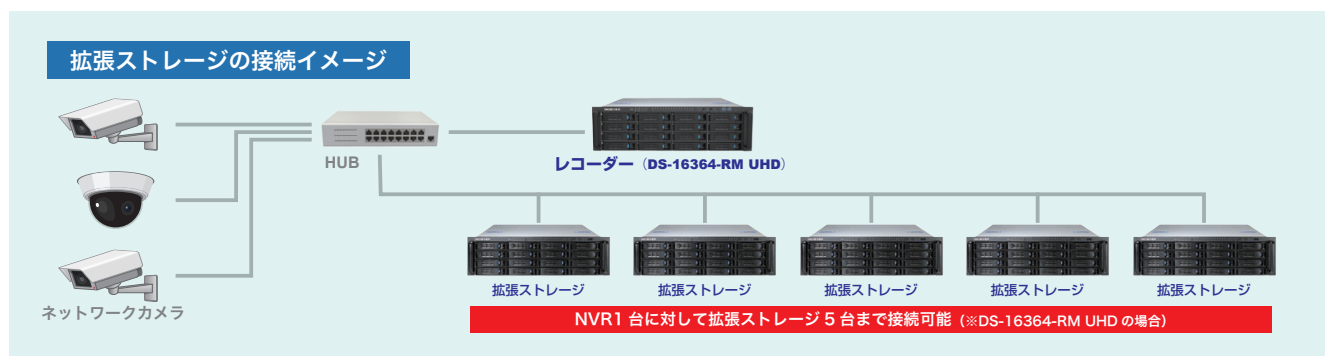 拡張ストレージの接続イメージ
HUB
レコーダー（DS-16364-RM UHD）
ネットワークカメラ
拡張ストレージ
拡張ストレージ
拡張ストレージ
拡張ストレージ
拡張ストレージ
NVR1 台に対して拡張ストレージ 5 台まで接続可能（※DS-16364-RM UHD の場合）